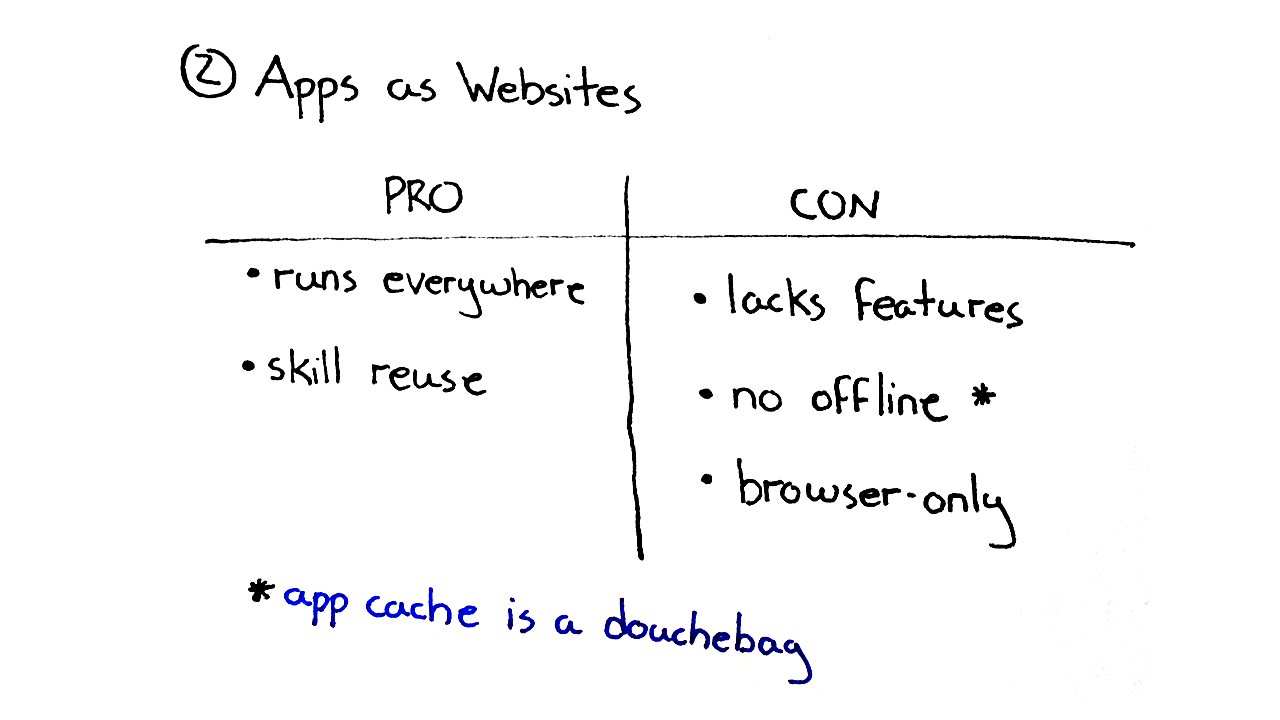 ② Apps as Websites
PRO
CON
• runs everywhere
• skill reuse
• lacks features
• no offline *
• browser-only
* app cache is a douchebag